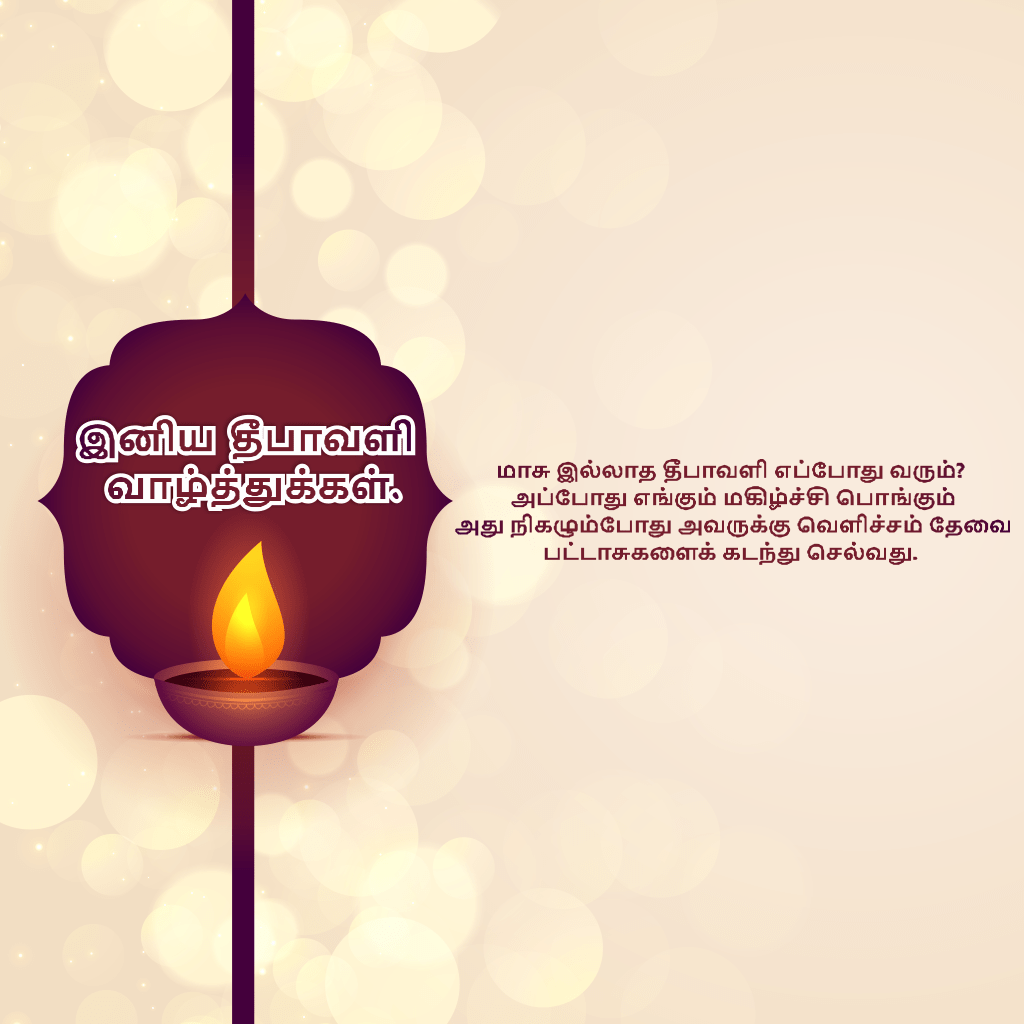 இனிய தீபாவளி
வாழ்த்துக்கள்.
மாசு இல்லாத தீபாவளி எப்போது வரும்?
அப்போது எங்கும் மகிழ்ச்சி பொங்கும்
அது நிகழும்போது அவருக்கு வெளிச்சம் தேவை
பட்டாசுகளைக் கடந்து செல்வது.